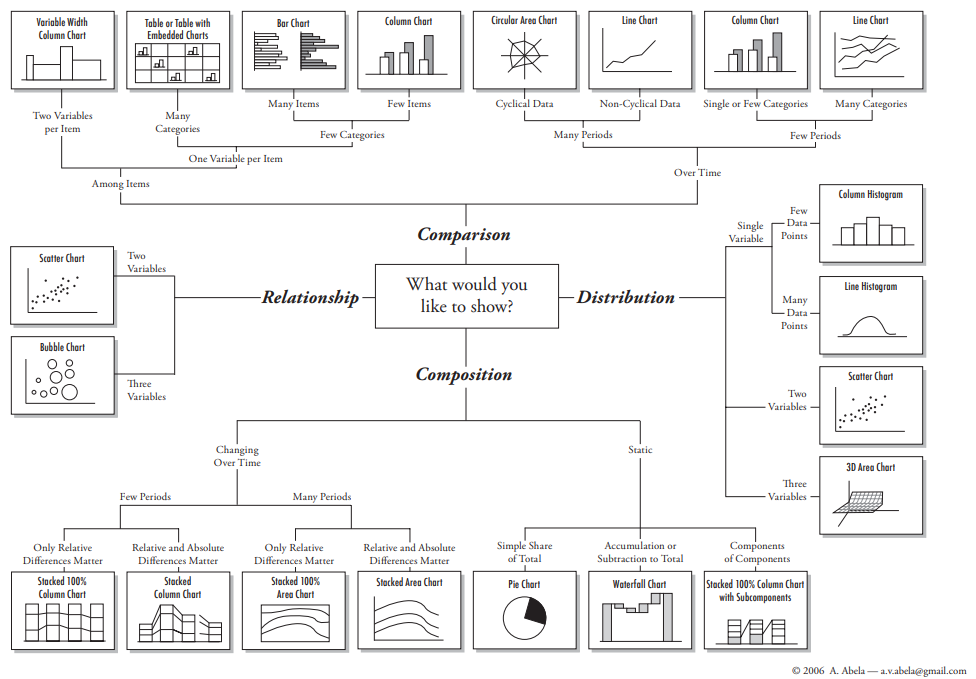 Variable Width
Column Chart
Table or Table with
Embedded Charts
Bar Chart
Column Chart
Circular Area Chart
Line Chart
Column Chart
Line Chart
Two Variables
per Item
Many
Categories
Many Items
Few Items
Cyclical Data
Non-Cyclical Data
Single or Few Categories
Many Categories
Few Categories
Many Periods
Few Periods
One Variable per Item
Among Items
Over Time
Comparison
What would you
like to show?
Relationship
Two
Variables
Scatter Chart
Bubble Chart
Three
Variables
Distribution
Single
Variable
Few
Data
Points
Column Histogram
Many
Data
Points
Line Histogram
Two
Variables
Scatter Chart
Three
Variables
3D Area Chart
Composition
Changing
Over Time
Static
Few Periods
Many Periods
Only Relative
Differences Matter
Relative and Absolute
Differences Matter
Only Relative
Differences Matter
Relative and Absolute
Differences Matter
Simple Share
of Total
Accumulation or
Subtraction to Total
Components
of Components
Stacked 100%
Column Chart
Stacked
Column Chart
Stacked 100%
Area Chart
Stacked Area Chart
Pie Chart
Waterfall Chart
Stacked 100% Column Chart
with Subcomponents
© 2006 A. Abela — a.v.abela@gmail.com